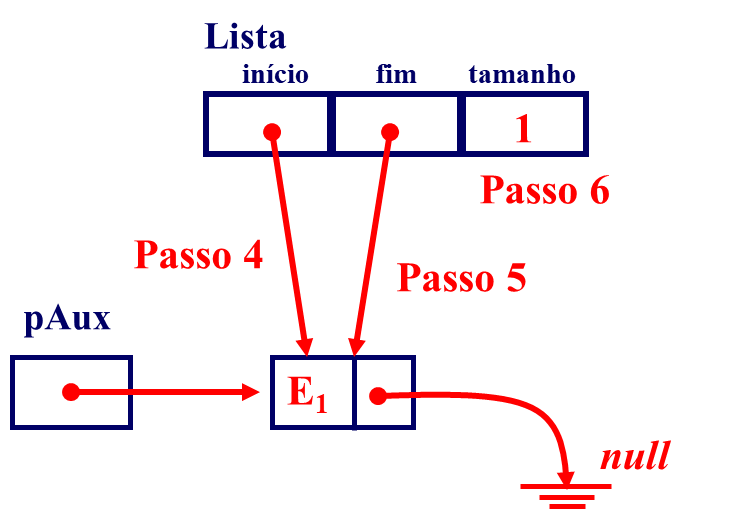 Lista
início fim tamanho
1
Passo 6
Passo 4
Passo 5
pAux
E₁
null